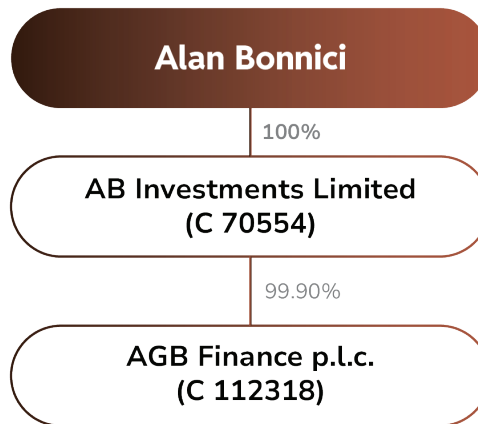 Alan Bonnici
100%
AB Investments Limited
(C 70554)
99.90%
AGB Finance p.l.c.
(C 112318)